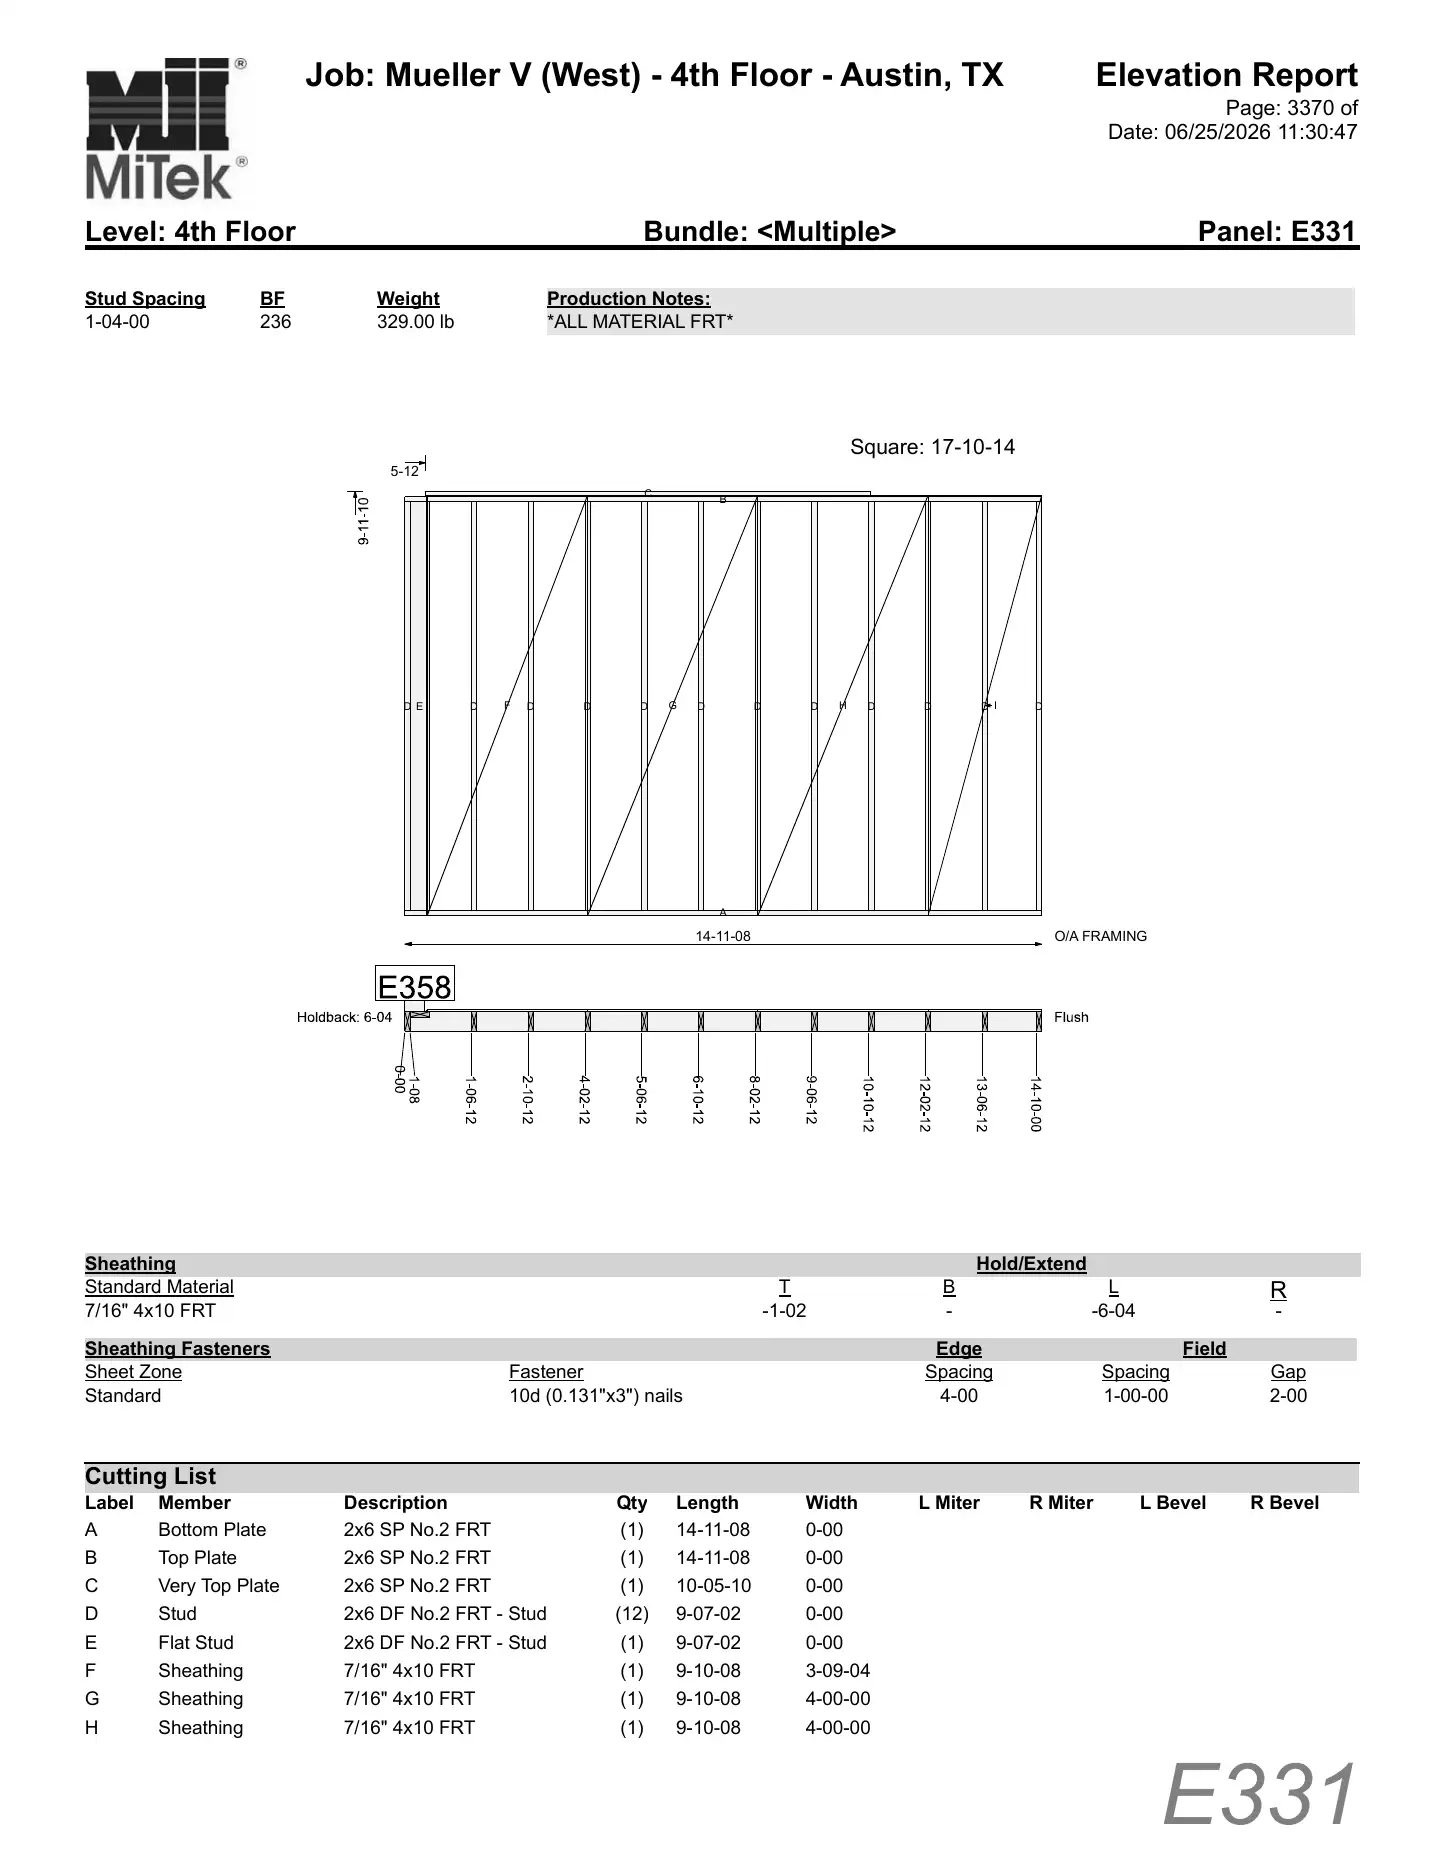 Job: Mueller V (West) - 4th Floor - Austin, TX
Elevation Report
Page: 3370 of
Date: 06/25/2026 11:30:47
MiTek®
Level: 4th Floor Bundle: <Multiple> Panel: E331
Stud Spacing BF Weight Production Notes:
1-04-00 236 329.00 lb *ALL MATERIAL FRT*
Square: 17-10-14
5-12
9-11-10
C
B
D E D F D D D G D D D H D D I D
A
14-11-08 O/A FRAMING
E358
Holdback: 6-04 Flush
0-00 1-08 1-06-12 2-10-12 4-02-12 5-06-12 6-10-12 8-02-12 9-06-12 10-10-12 12-02-12 13-06-12 14-10-00
Sheathing Hold/Extend
Standard Material T B L R
7/16" 4x10 FRT -1-02 - -6-04 -
Sheathing Fasteners Edge Field
Sheet Zone Fastener Spacing Spacing Gap
Standard 10d (0.131"x3") nails 4-00 1-00-00 2-00
Cutting List
Label Member Description Qty Length Width L Miter R Miter L Bevel R Bevel
A Bottom Plate 2x6 SP No.2 FRT (1) 14-11-08 0-00
B Top Plate 2x6 SP No.2 FRT (1) 14-11-08 0-00
C Very Top Plate 2x6 SP No.2 FRT (1) 10-05-10 0-00
D Stud 2x6 DF No.2 FRT - Stud (12) 9-07-02 0-00
E Flat Stud 2x6 DF No.2 FRT - Stud (1) 9-07-02 0-00
F Sheathing 7/16" 4x10 FRT (1) 9-10-08 3-09-04
G Sheathing 7/16" 4x10 FRT (1) 9-10-08 4-00-00
H Sheathing 7/16" 4x10 FRT (1) 9-10-08 4-00-00
E331